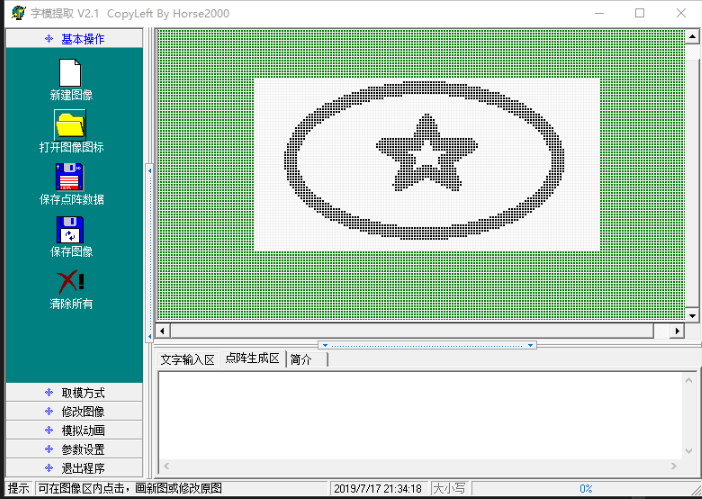 字模提取 V2.1 CopyLeft By Horse2000
基本操作
新建图像
打开图像图标
保存点阵数据
保存图像
清除所有
取模方式
修改图像
模拟动画
参数设置
退出程序
文字输入区 点阵生成区 简介
提示 可在图像区内点击，画新图或修改原图 2019/7/17 21:34:18 大小写 0%